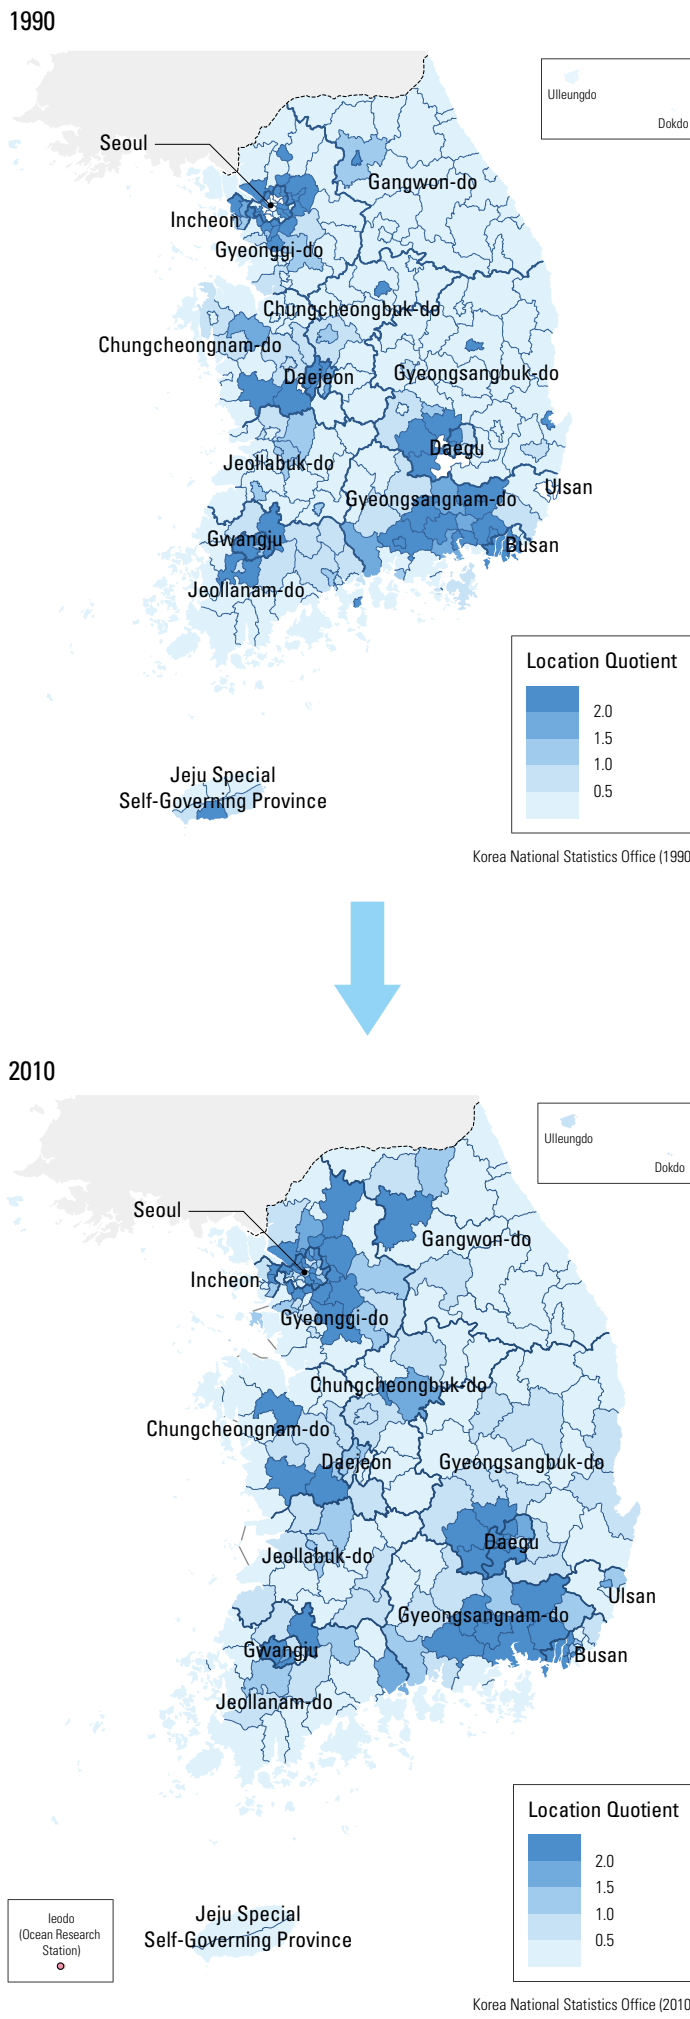 1990
Ulleungdo
Dokdo
Seoul
Gangwon-do
Incheon
Gyeonggi-do
Chungcheongbuk-do
Chungcheongnam-do
Daejeon
Gyeongsangbuk-do
Daegu
Jeollabuk-do
Ulsan
Gyeongsangnam-do
Gwangju
Busan
Jeollanam-do
Location Quotient
2.0
1.5
1.0
0.5
Jeju Special
Self-Governing Province
Korea National Statistics Office (1990
2010
Ulleungdo
Dokdo
Seoul
Gangwon-do
Incheon
Gyeonggi-do
Chungcheongbuk-do
Chungcheongnam-do
Daejeon
Gyeongsangbuk-do
Daegu
Jeollabuk-do
Ulsan
Gyeongsangnam-do
Gwangju
Busan
Jeollanam-do
Location Quotient
2.0
1.5
1.0
0.5
Ieodo
(Ocean Research
Station)
Jeju Special
Self-Governing Province
Korea National Statistics Office (2010